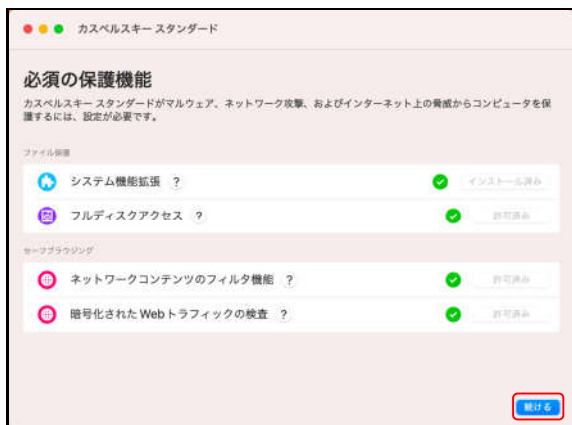 カスペルスキー スタンダード
必須の保護機能
カスペルスキー スタンダードがマルウェア、ネットワーク攻撃、およびインターネット上の脅威からコンピュータを保
護するには、設定が必要です。
ファイル保護
システム機能拡張 ? インストール済み
フルディスクアクセス ? 許可済み
セーフブラウジング
ネットワークコンテンツのフィルタ機能 ? 許可済み
暗号化された Web トラフィックの検査 ? 許可済み
続ける